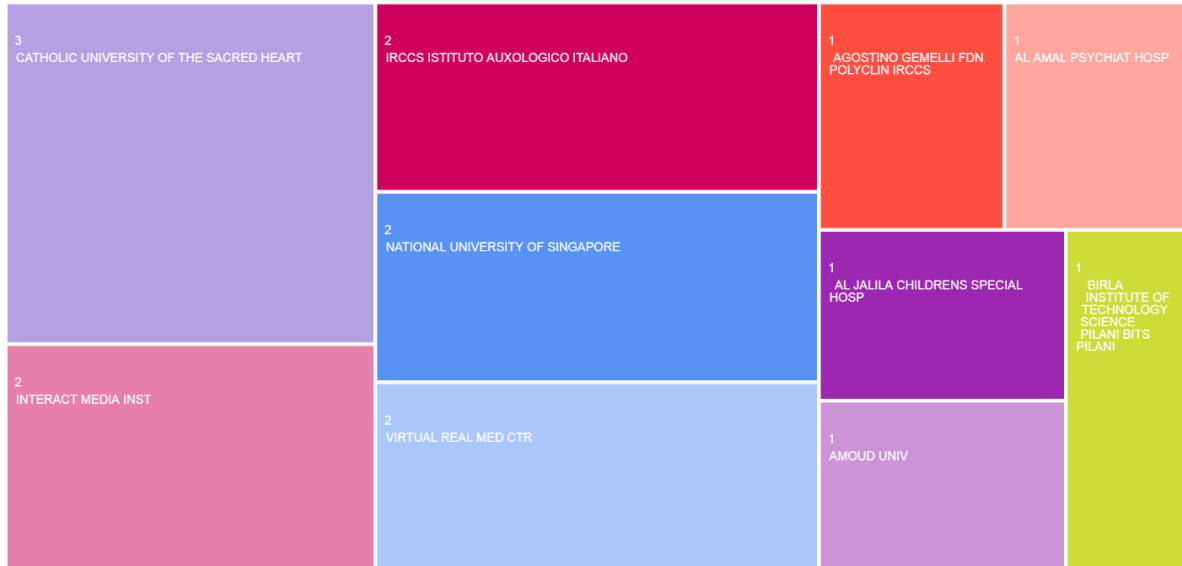 3
CATHOLIC UNIVERSITY OF THE SACRED HEART
2
INTERACT MEDIA INST
2
IRCCS ISTITUTO AUXOLOGICO ITALIANO
2
NATIONAL UNIVERSITY OF SINGAPORE
2
VIRTUAL REAL MED CTR
1
AGOSTINO GEMELLI FDN
POLYCLIN IRCCS
1
AL AMAL PSYCHIAT HOSP
1
AL JALILA CHILDRENS SPECIAL
HOSP
1
AMOUD UNIV
1
BIRLA
INSTITUTE OF
TECHNOLOGY
SCIENCE
PILANI BITS
PILANI